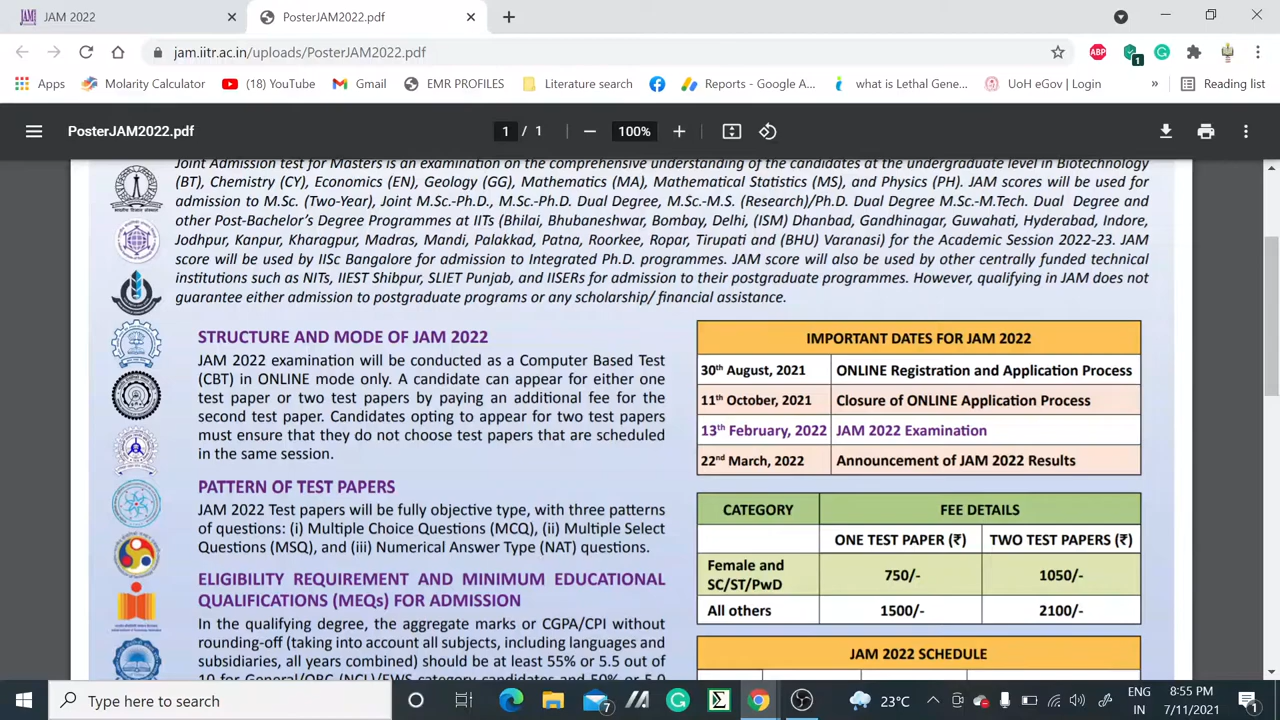 JAM 2022
PosterJAM2022.pdf
jam.iitr.ac.in/uploads/PosterJAM2022.pdf
ABP
1
Apps
Molarity Calculator
(18) YouTube
Gmail
EMR PROFILES
Literature search
Reports - Google A...
what is Lethal Gene...
UoH eGov | Login
»
Reading list
PosterJAM2022.pdf
1 / 1
100%
Joint Admission test for Masters is an examination on the comprehensive understanding of the candidates at the undergraduate level in Biotechnology
(BT), Chemistry (CY), Economics (EN), Geology (GG), Mathematics (MA), Mathematical Statistics (MS), and Physics (PH). JAM scores will be used for
admission to M.Sc. (Two-Year), Joint M.Sc.-Ph.D., M.Sc.-Ph.D. Dual Degree, M.Sc.-M.S. (Research)/Ph.D. Dual Degree M.Sc.-M.Tech. Dual Degree and
other Post-Bachelor's Degree Programmes at IITs (Bhilai, Bhubaneshwar, Bombay, Delhi, (ISM) Dhanbad, Gandhinagar, Guwahati, Hyderabad, Indore,
Jodhpur, Kanpur, Kharagpur, Madras, Mandi, Palakkad, Patna, Roorkee, Ropar, Tirupati and (BHU) Varanasi) for the Academic Session 2022-23. JAM
score will be used by IISc Bangalore for admission to Integrated Ph.D. programmes. JAM score will also be used by other centrally funded technical
institutions such as NITs, IIEST Shibpur, SLIET Punjab, and IISERs for admission to their postgraduate programmes. However, qualifying in JAM does not
guarantee either admission to postgraduate programs or any scholarship/ financial assistance.
STRUCTURE AND MODE OF JAM 2022
JAM 2022 examination will be conducted as a Computer Based Test
(CBT) in ONLINE mode only. A candidate can appear for either one
test paper or two test papers by paying an additional fee for the
second test paper. Candidates opting to appear for two test papers
must ensure that they do not choose test papers that are scheduled
in the same session.
PATTERN OF TEST PAPERS
JAM 2022 Test papers will be fully objective type, with three patterns
of questions: (i) Multiple Choice Questions (MCQ), (ii) Multiple Select
Questions (MSQ), and (iii) Numerical Answer Type (NAT) questions.
ELIGIBILITY REQUIREMENT AND MINIMUM EDUCATIONAL
QUALIFICATIONS (MEQs) FOR ADMISSION
In the qualifying degree, the aggregate marks or CGPA/CPI without
rounding-off (taking into account all subjects, including languages and
subsidiaries, all years combined) should be at least 55% or 5.5 out of
10 for General/OBC (NCL)/EWS category candidates and 50% or 5.0
IMPORTANT DATES FOR JAM 2022
30th August, 2021 ONLINE Registration and Application Process
11th October, 2021 Closure of ONLINE Application Process
13th February, 2022 JAM 2022 Examination
22nd March, 2022 Announcement of JAM 2022 Results
CATEGORY FEE DETAILS
ONE TEST PAPER (₹) TWO TEST PAPERS (₹)
Female and
SC/ST/PwD 750/- 1050/-
All others 1500/- 2100/-
JAM 2022 SCHEDULE
Type here to search
7
23°C
ENG
IN
8:55 PM
7/11/2021
1